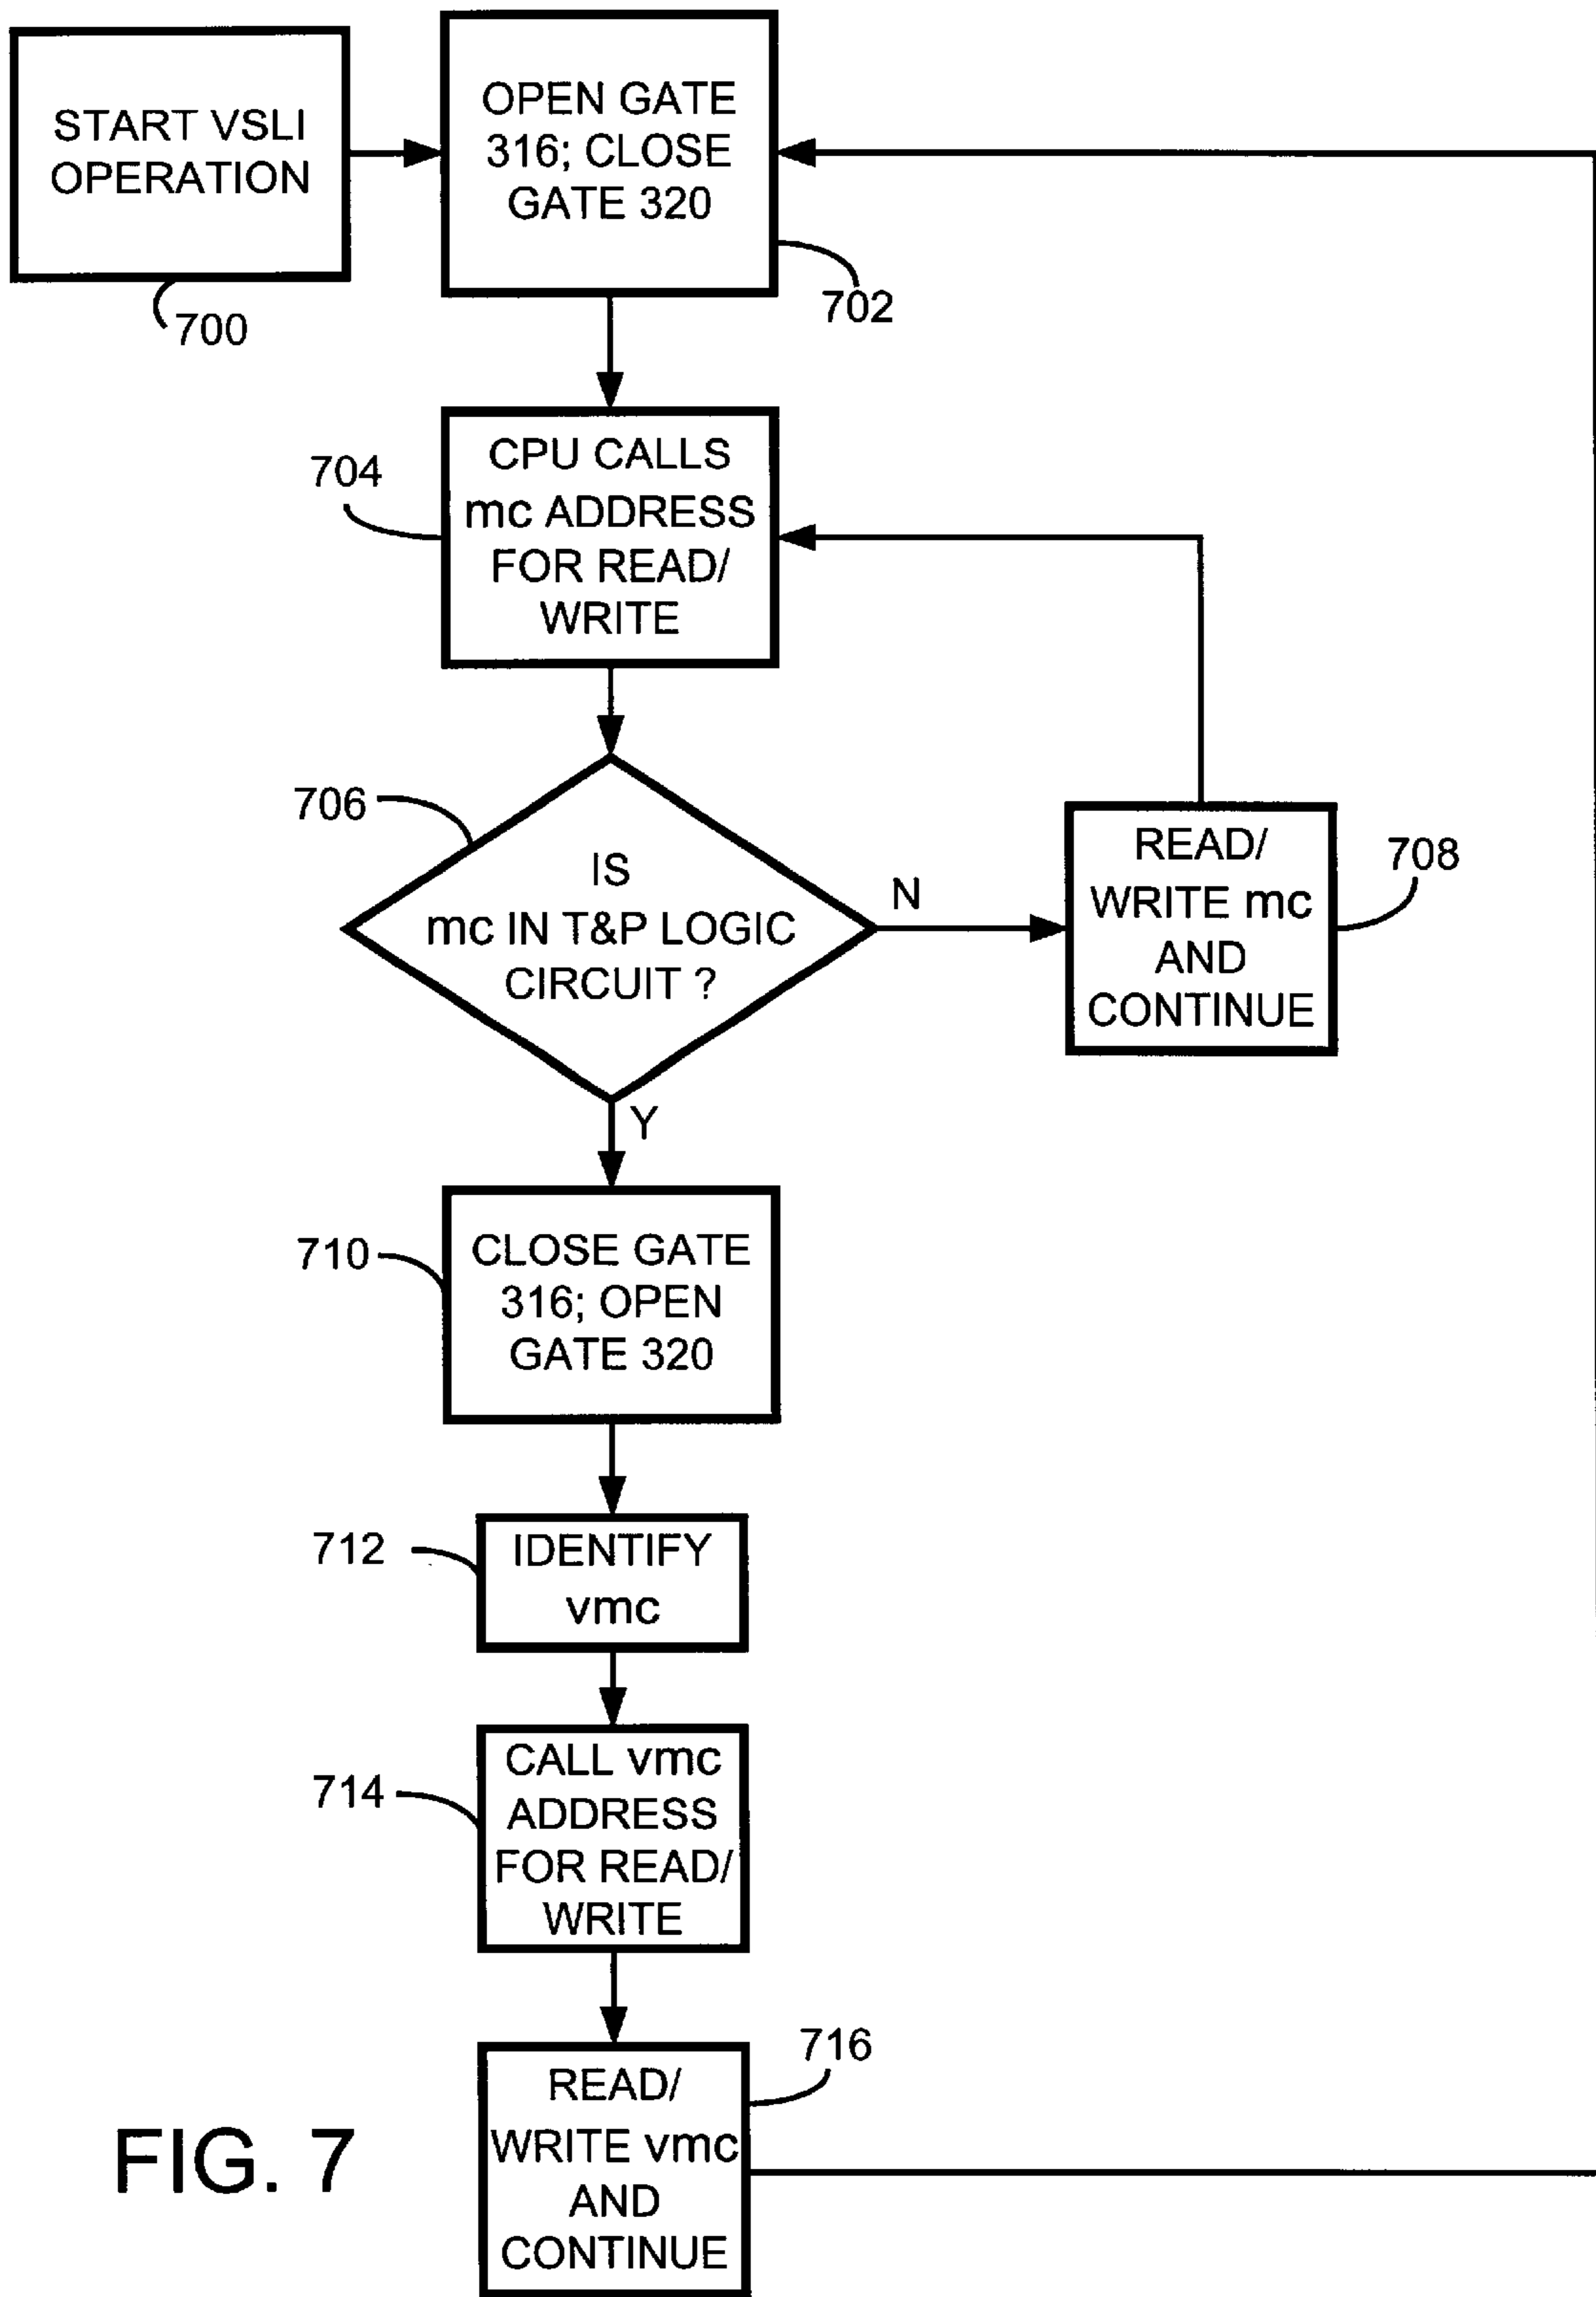 START VSLI
OPERATION
700
OPEN GATE
316; CLOSE
GATE 320
702
704
CPU CALLS
mc ADDRESS
FOR READ/
WRITE
706
IS
mc IN T&P LOGIC
CIRCUIT ?
N
READ/
WRITE mc
AND
CONTINUE
708
Y
710
CLOSE GATE
316; OPEN
GATE 320
712
IDENTIFY
vmc
714
CALL vmc
ADDRESS
FOR READ/
WRITE
716
READ/
WRITE vmc
AND
CONTINUE
FIG. 7